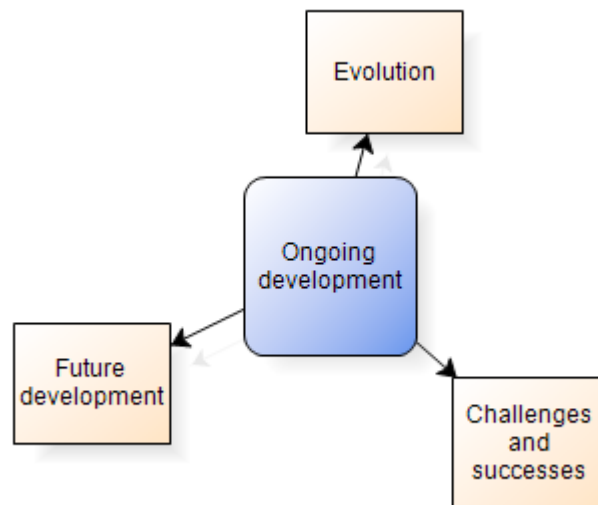 Evolution
Ongoing
development
Future
development
Challenges
and
successes